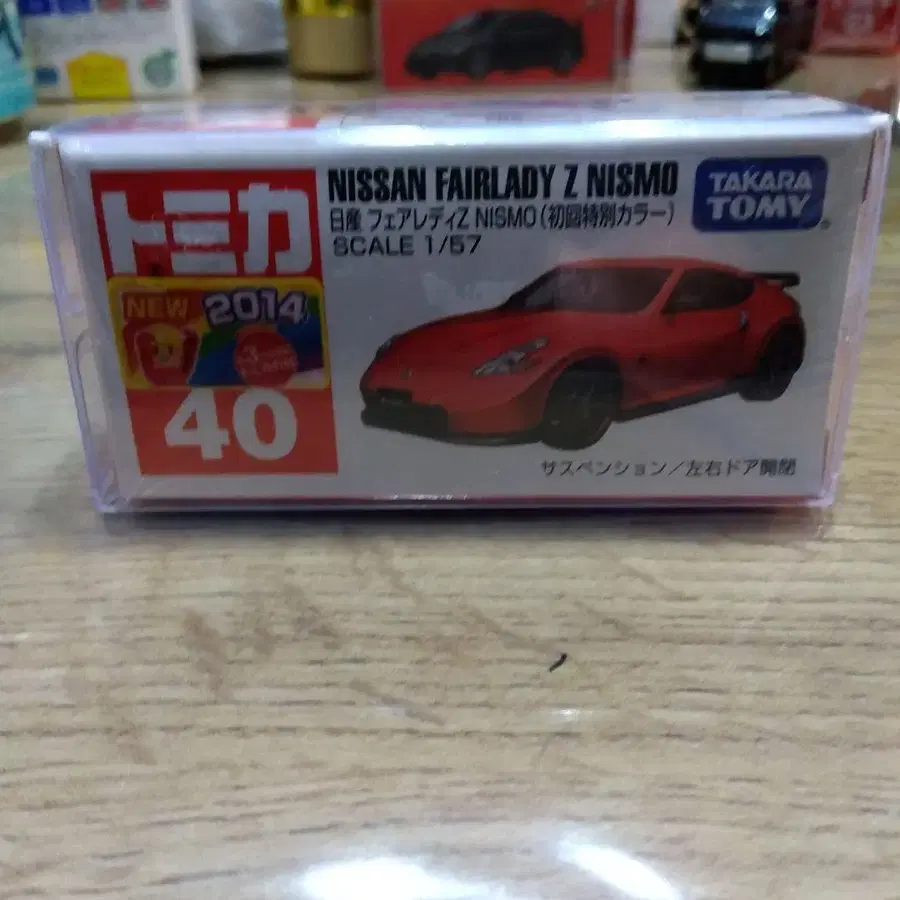 トミカ
NISSAN FAIRLADY Z NISMO
日産 フェアレディZ NISMO(初回特別カラー)
SCALE 1/57
TAKARA
TOMY
NEW
2014
40
サスペンション/左右ドア開閉